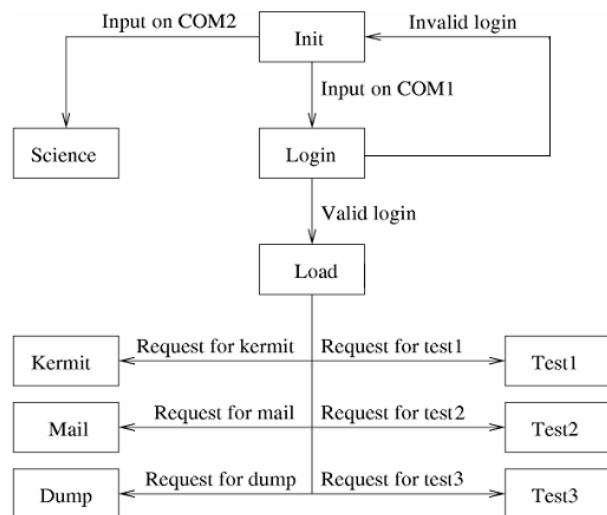 Input on COM2
Init
Invalid login
Input on COM1
Science
Login
Valid login
Load
Kermit
Request for kermit
Request for test1
Test1
Mail
Request for mail
Request for test2
Test2
Dump
Request for dump
Request for test3
Test3